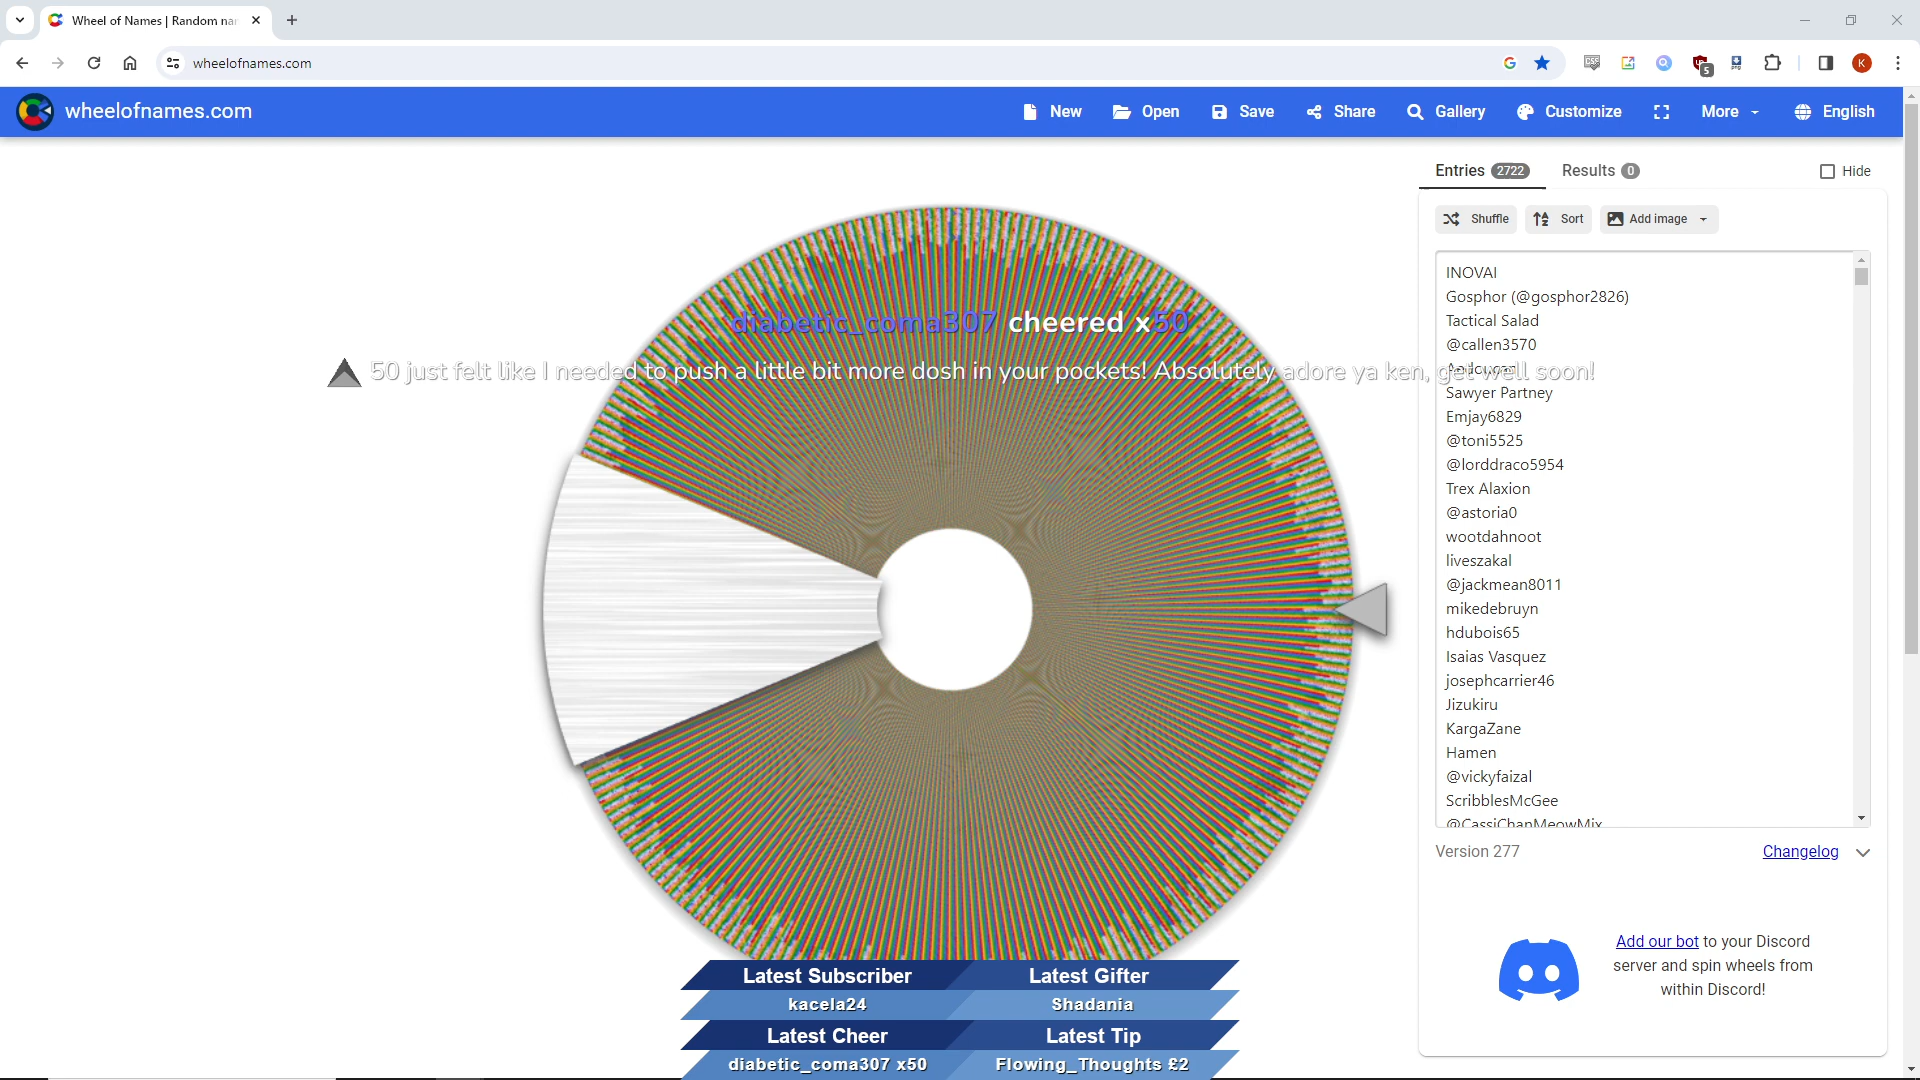 Wheel of Names | Random na
wheelofnames.com
5
K
wheelofnames.com
New
Open
Save
Share
Gallery
Customize
More
English
Entries 2722
Results 0
Hide
Shuffle
Sort
Add image
INOVAI
Gosphor (@gosphor2826)
Tactical Salad
@callen3570
diabetic_coma307 cheered x50
50 just felt like I needed to push a little bit more dosh in your pockets! Absolutely adore ya ken, get well soon!
Sawyer Partney
Emjay6829
@toni5525
@lorddraco5954
Trex Alaxion
@astoria0
wootdahnoot
liveszakal
@jackmean8011
mikedebruyn
hdubois65
Isaias Vasquez
josephcarrier46
Jizukiru
KargaZane
Hamen
@vickyfaizal
ScribblesMcGee
@CassiChanMeowMix
Version 277
Changelog
Add our bot to your Discord
server and spin wheels from
within Discord!
Latest Subscriber
kacela24
Latest Gifter
Shadania
Latest Cheer
diabetic_coma307 x50
Latest Tip
Flowing_Thoughts £2